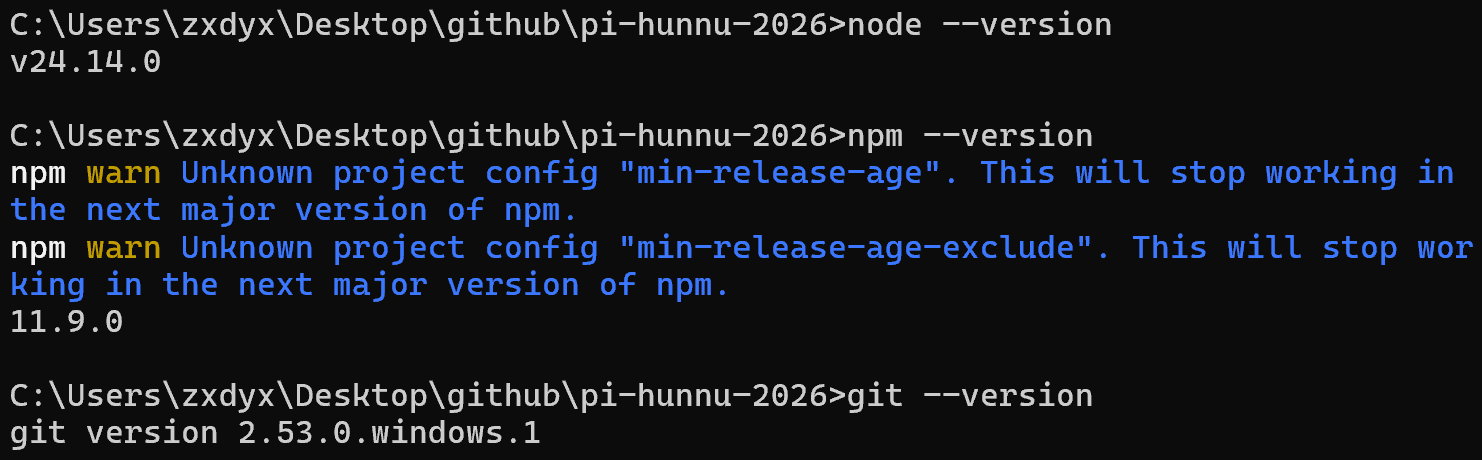 C:\Users\zxdyx\Desktop\github\pi-hunnu-2026>node --version
v24.14.0
C:\Users\zxdyx\Desktop\github\pi-hunnu-2026>npm --version
npm warn Unknown project config "min-release-age". This will stop working in
the next major version of npm.
npm warn Unknown project config "min-release-age-exclude". This will stop wor
king in the next major version of npm.
11.9.0
C:\Users\zxdyx\Desktop\github\pi-hunnu-2026>git --version
git version 2.53.0.windows.1